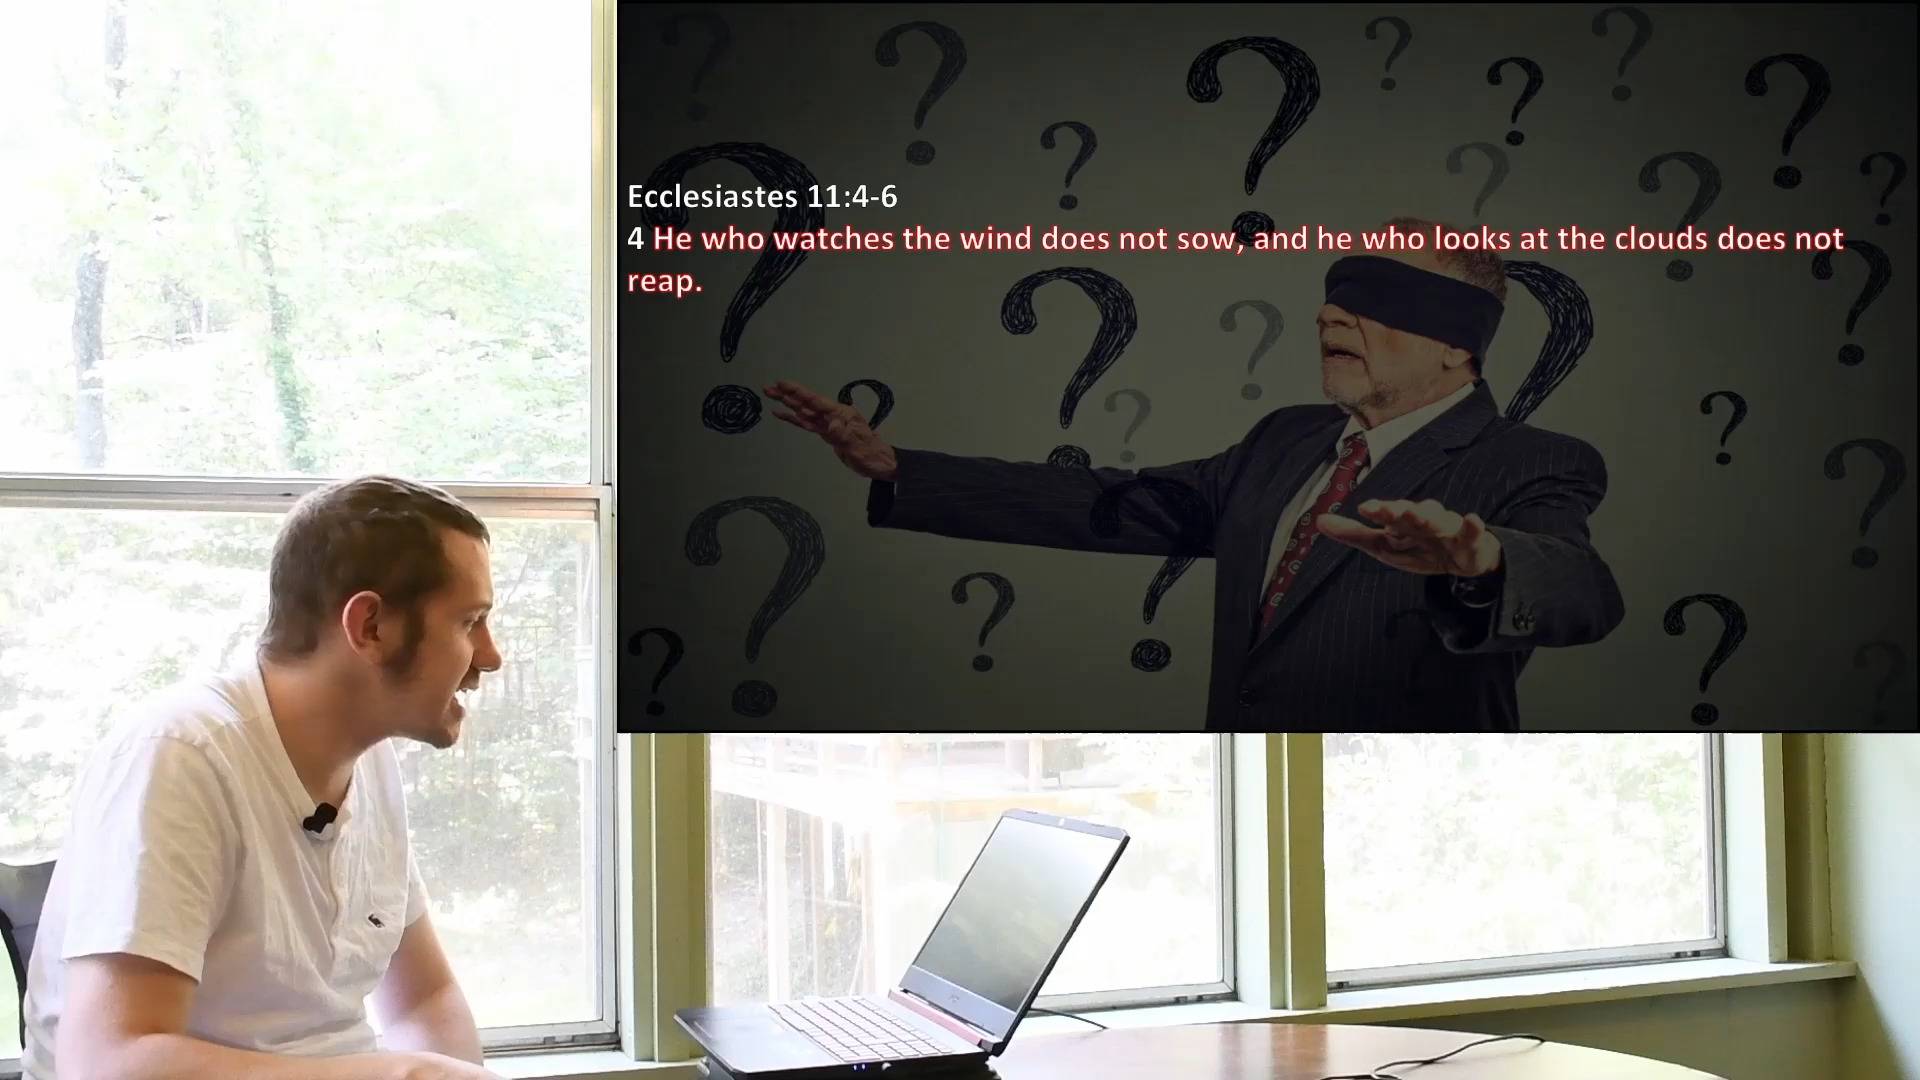 Ecclesiastes 11:4-6
4 He who watches the wind does not sow, and he who looks at the clouds does not
reap.